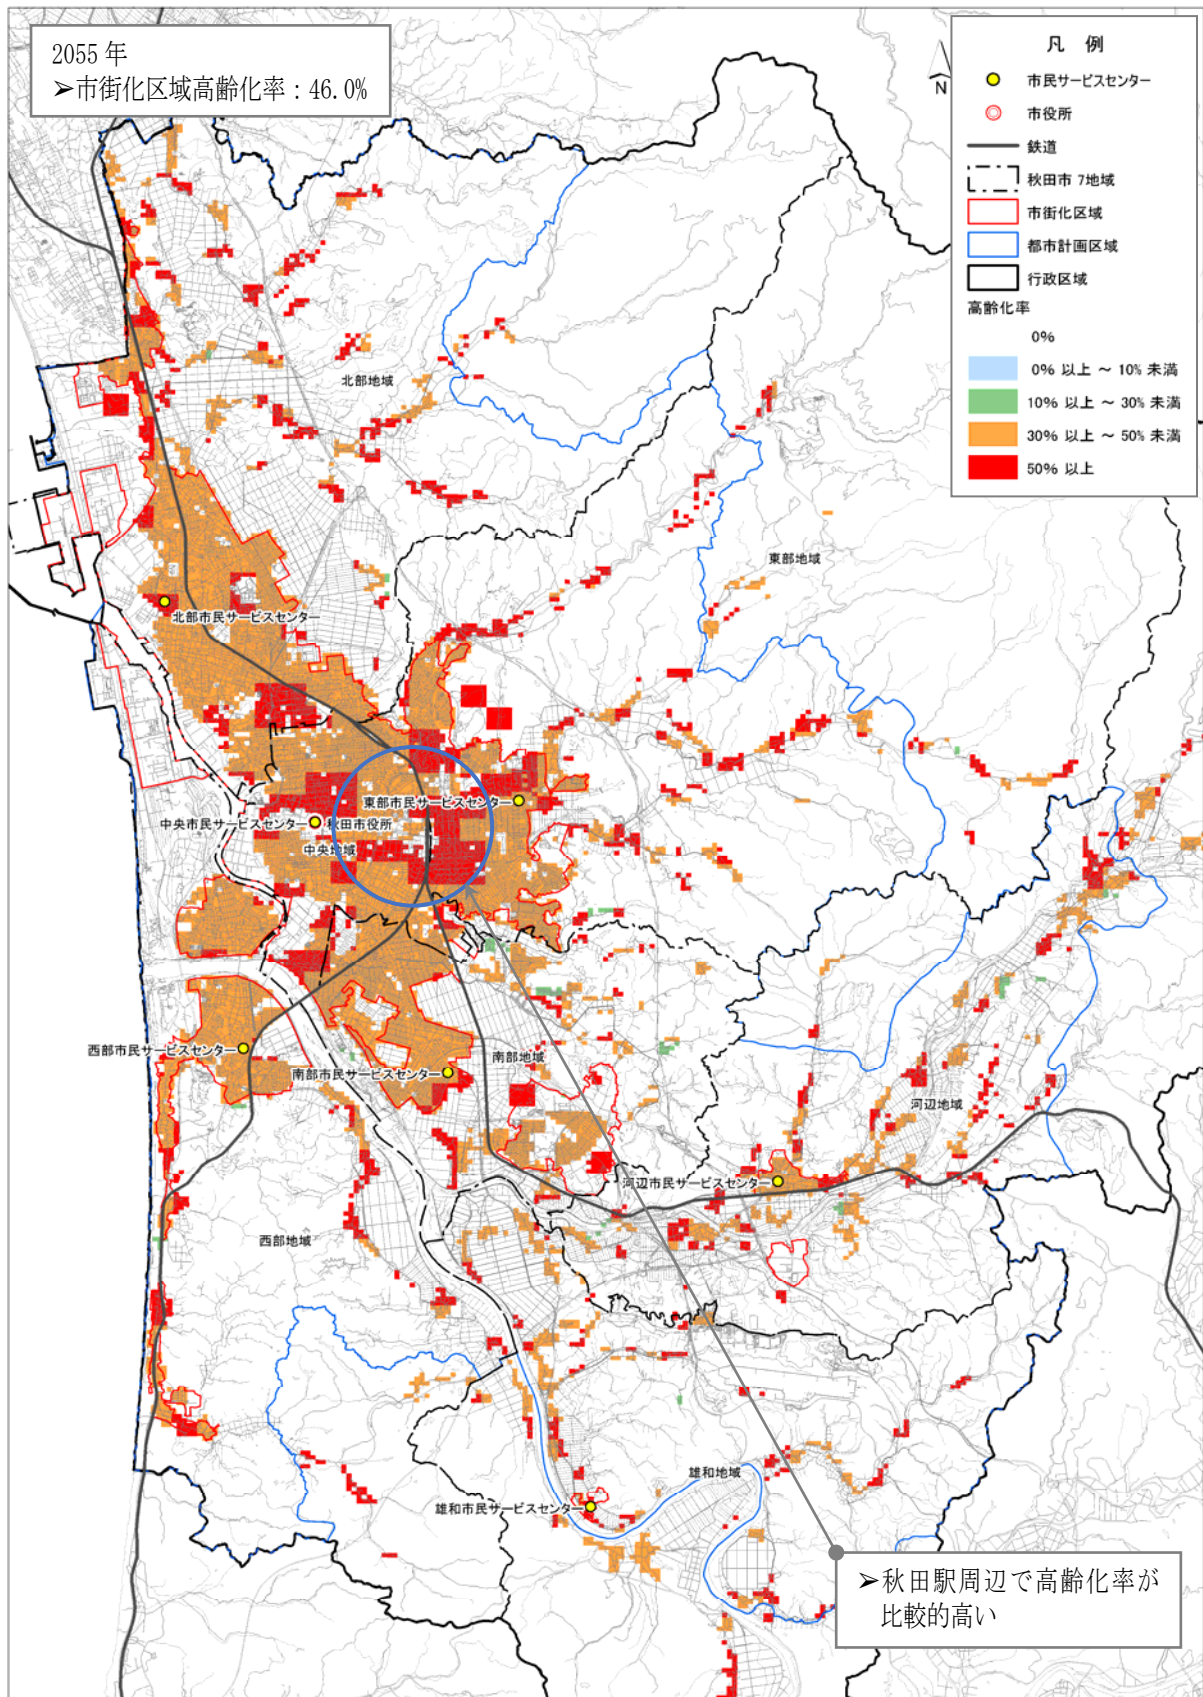 2055 年
➢市街化区域高齢化率：46.0%
凡 例
市民サービスセンター
市役所
鉄道
秋田市 7地域
市街化区域
都市計画区域
行政区域
高齢化率
0%
0% 以上 ～ 10% 未満
10% 以上 ～ 30% 未満
30% 以上 ～ 50% 未満
50% 以上
N
北部地域
東部地域
北部市民サービスセンター
東部市民サービスセンター
中央市民サービスセンター
秋田市役所
中央地域
西部市民サービスセンター
南部地域
南部市民サービスセンター
河辺地域
河辺市民サービスセンター
西部地域
雄和地域
雄和市民サービスセンター
➢秋田駅周辺で高齢化率が
比較的高い